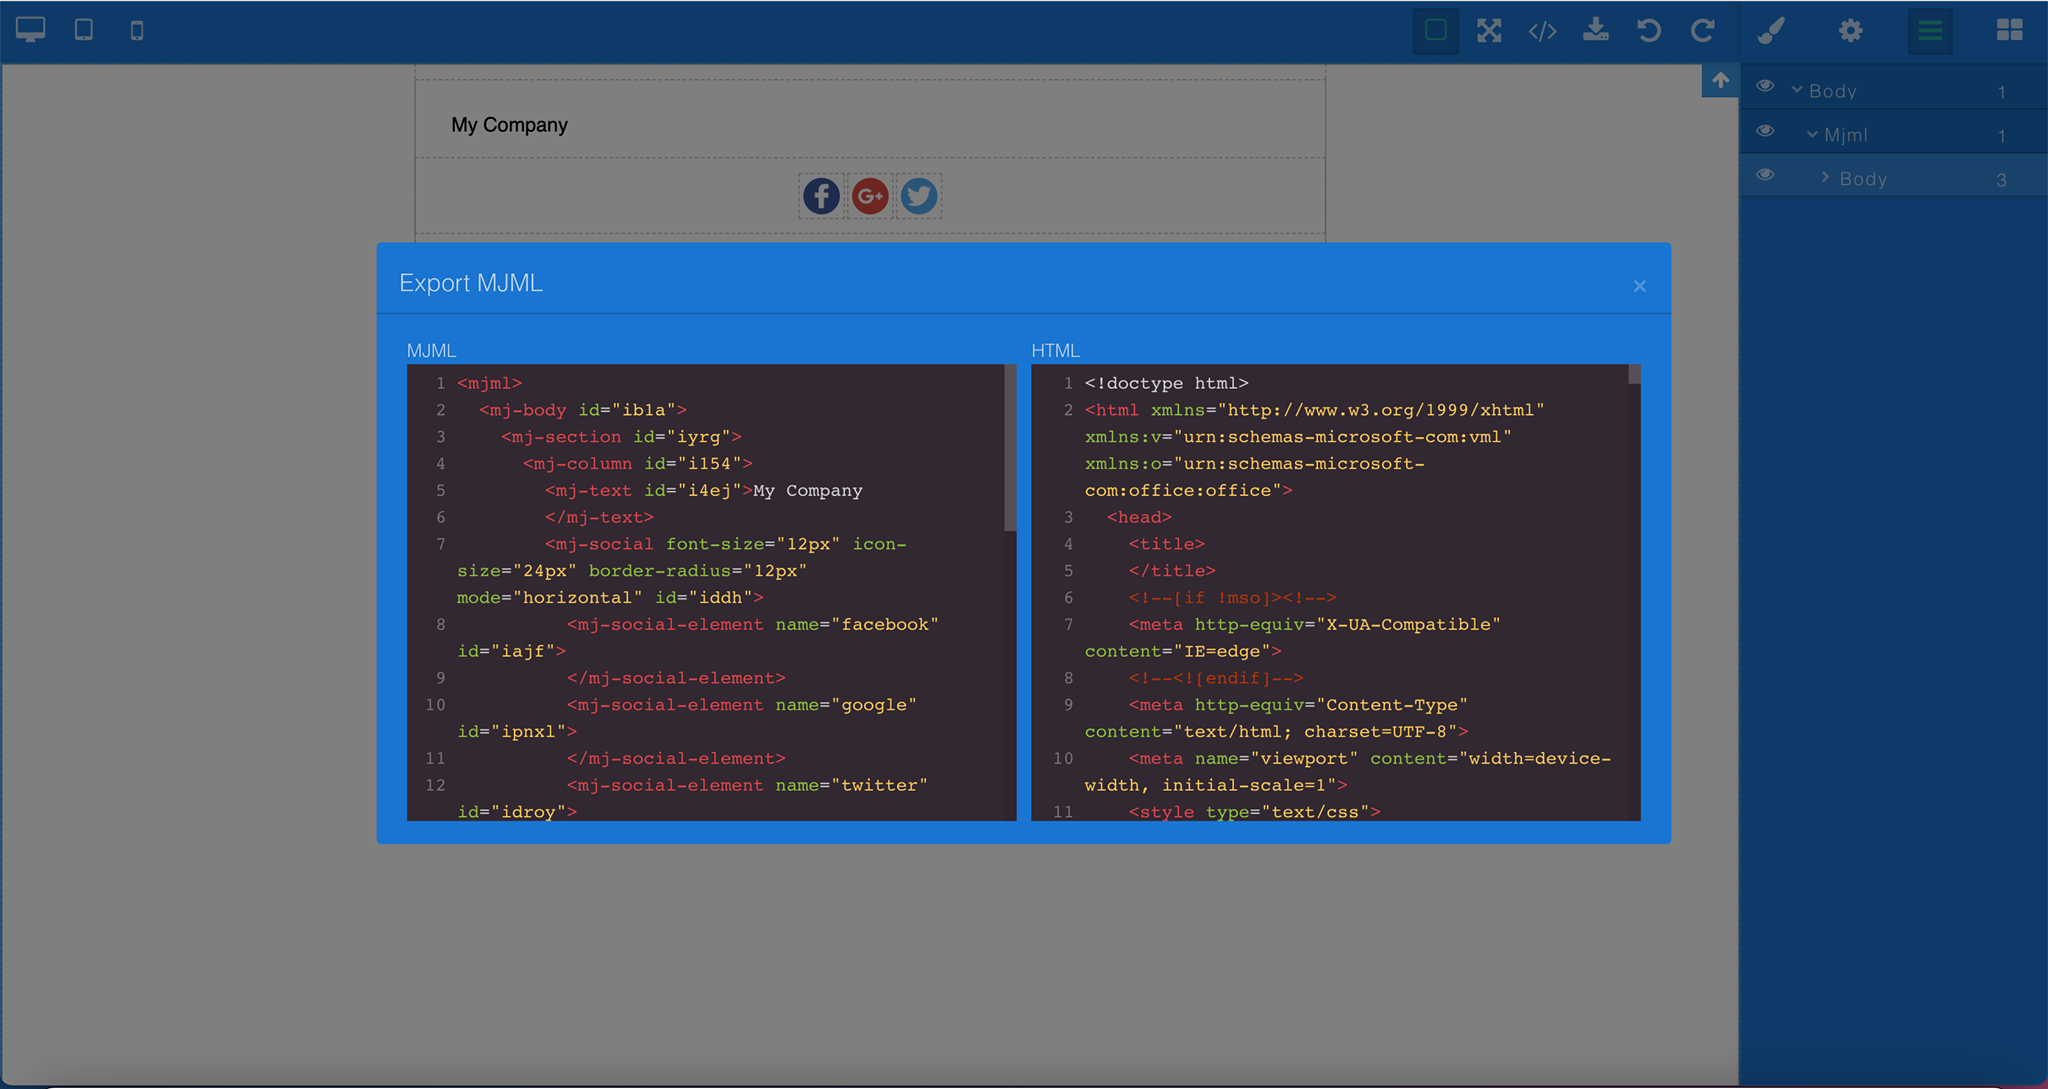 Body 1
Mjml 1
Body 3
My Company
Export MJML
×
MJML
1 <mjml>
2 <mj-body id="ib1a">
3 <mj-section id="iyrg">
4 <mj-column id="i154">
5 <mj-text id="i4ej">My Company
6 </mj-text>
7 <mj-social font-size="12px" icon-
size="24px" border-radius="12px"
mode="horizontal" id="iddh">
8 <mj-social-element name="facebook"
id="iajf">
9 </mj-social-element>
10 <mj-social-element name="google"
id="ipnxl">
11 </mj-social-element>
12 <mj-social-element name="twitter"
id="idroy">
HTML
1 <!doctype html>
2 <html xmlns="http://www.w3.org/1999/xhtml"
xmlns:v="urn:schemas-microsoft-com:vml"
xmlns:o="urn:schemas-microsoft-
com:office:office">
3 <head>
4 <title>
5 </title>
6 <!--[if !mso]><!-->
7 <meta http-equiv="X-UA-Compatible"
content="IE=edge">
8 <!--<![endif]-->
9 <meta http-equiv="Content-Type"
content="text/html; charset=UTF-8">
10 <meta name="viewport" content="width=device-
width, initial-scale=1">
11 <style type="text/css">